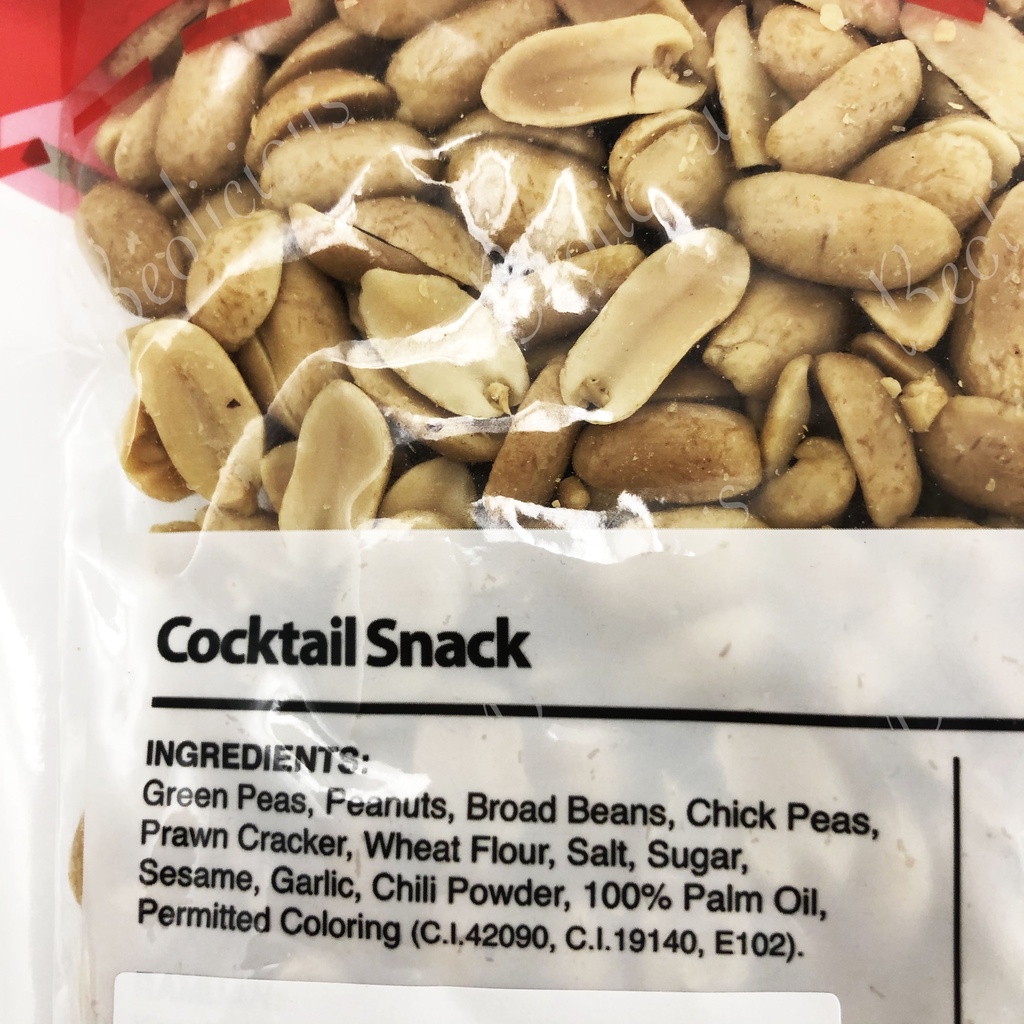 Beolicious
Cocktail Snack
INGREDIENTS:
Green Peas, Peanuts, Broad Beans, Chick Peas,
Prawn Cracker, Wheat Flour, Salt, Sugar,
Sesame, Garlic, Chili Powder, 100% Palm Oil,
Permitted Coloring (C.I.42090, C.I.19140, E102).